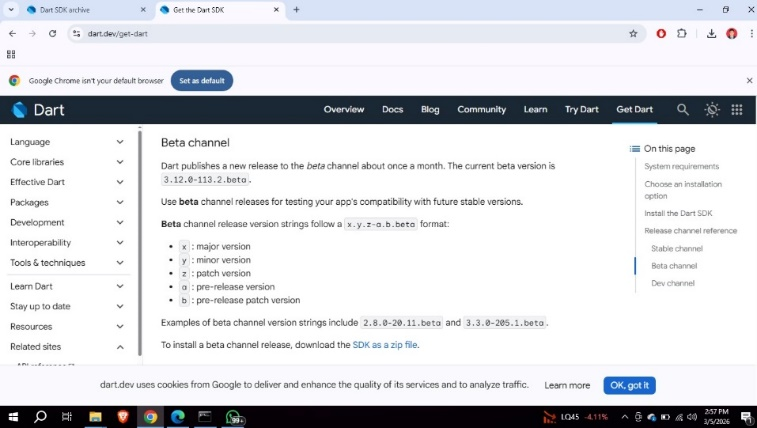 Dart SDK archive
Get the Dart SDK
dart.dev/get-dart
Google Chrome isn't your default browser
Set as default
Dart
Overview Docs Blog Community Learn Try Dart Get Dart
Language
Core libraries
Effective Dart
Packages
Development
Interoperability
Tools & techniques
Learn Dart
Stay up to date
Resources
Related sites
Beta channel
Dart publishes a new release to the beta channel about once a month. The current beta version is
3.12.0-113.2.beta.
Use beta channel releases for testing your app's compatibility with future stable versions.
Beta channel release version strings follow a x.y.z-a.b.beta format:
• x : major version
• y : minor version
• z : patch version
• a : pre-release version
• b : pre-release patch version
Examples of beta channel version strings include 2.8.0-20.11.beta and 3.3.0-205.1.beta.
To install a beta channel release, download the SDK as a zip file.
On this page
System requirements
Choose an installation
option
Install the Dart SDK
Release channel reference
Stable channel
Beta channel
Dev channel
dart.dev uses cookies from Google to deliver and enhance the quality of its services and to analyze traffic. Learn more OK, got it
99+
LQ45 -4.11%
2:57 PM
3/5/2026